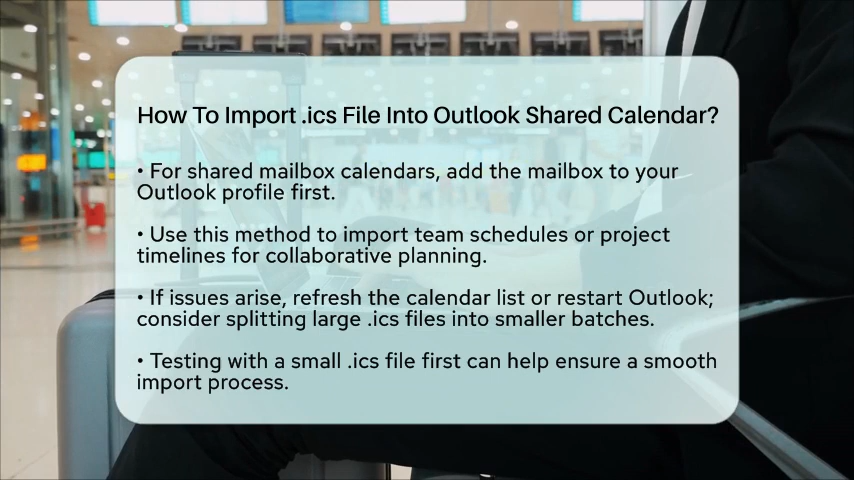 How To Import .ics File Into Outlook Shared Calendar?
• For shared mailbox calendars, add the mailbox to your
Outlook profile first.
• Use this method to import team schedules or project
timelines for collaborative planning.
• If issues arise, refresh the calendar list or restart Outlook;
consider splitting large .ics files into smaller batches.
• Testing with a small .ics file first can help ensure a smooth
import process.